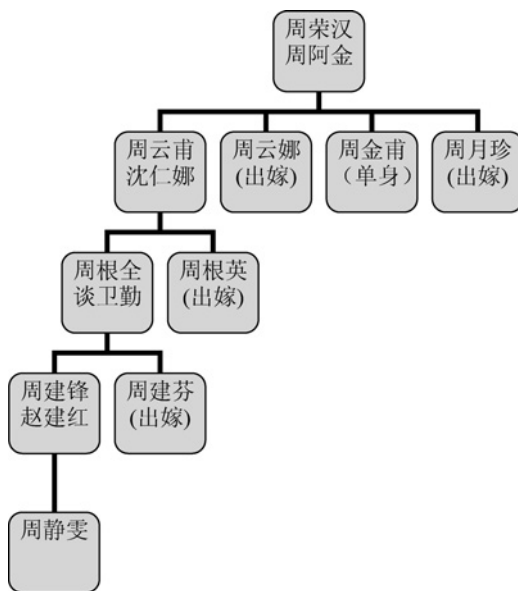 周荣汉
周阿金
周云甫
沈仁娜
周云娜
(出嫁)
周金甫
（单身）
周月珍
(出嫁)
周根全
谈卫勤
周根英
(出嫁)
周建锋
赵建红
周建芬
(出嫁)
周静雯